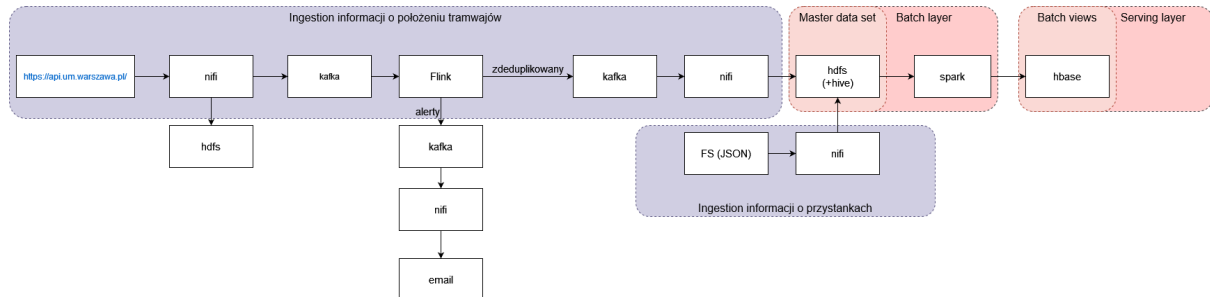 Ingestion informacji o położeniu tramwajów
Master data set
Batch layer
Batch views
Serving layer
https://api.um.warszawa.pl/
nifi
kafka
Flink
zdeduplikowany
kafka
nifi
hdfs
(+hive)
spark
hbase
alerty
hdfs
kafka
FS (JSON)
nifi
nifi
Ingestion informacji o przystankach
email